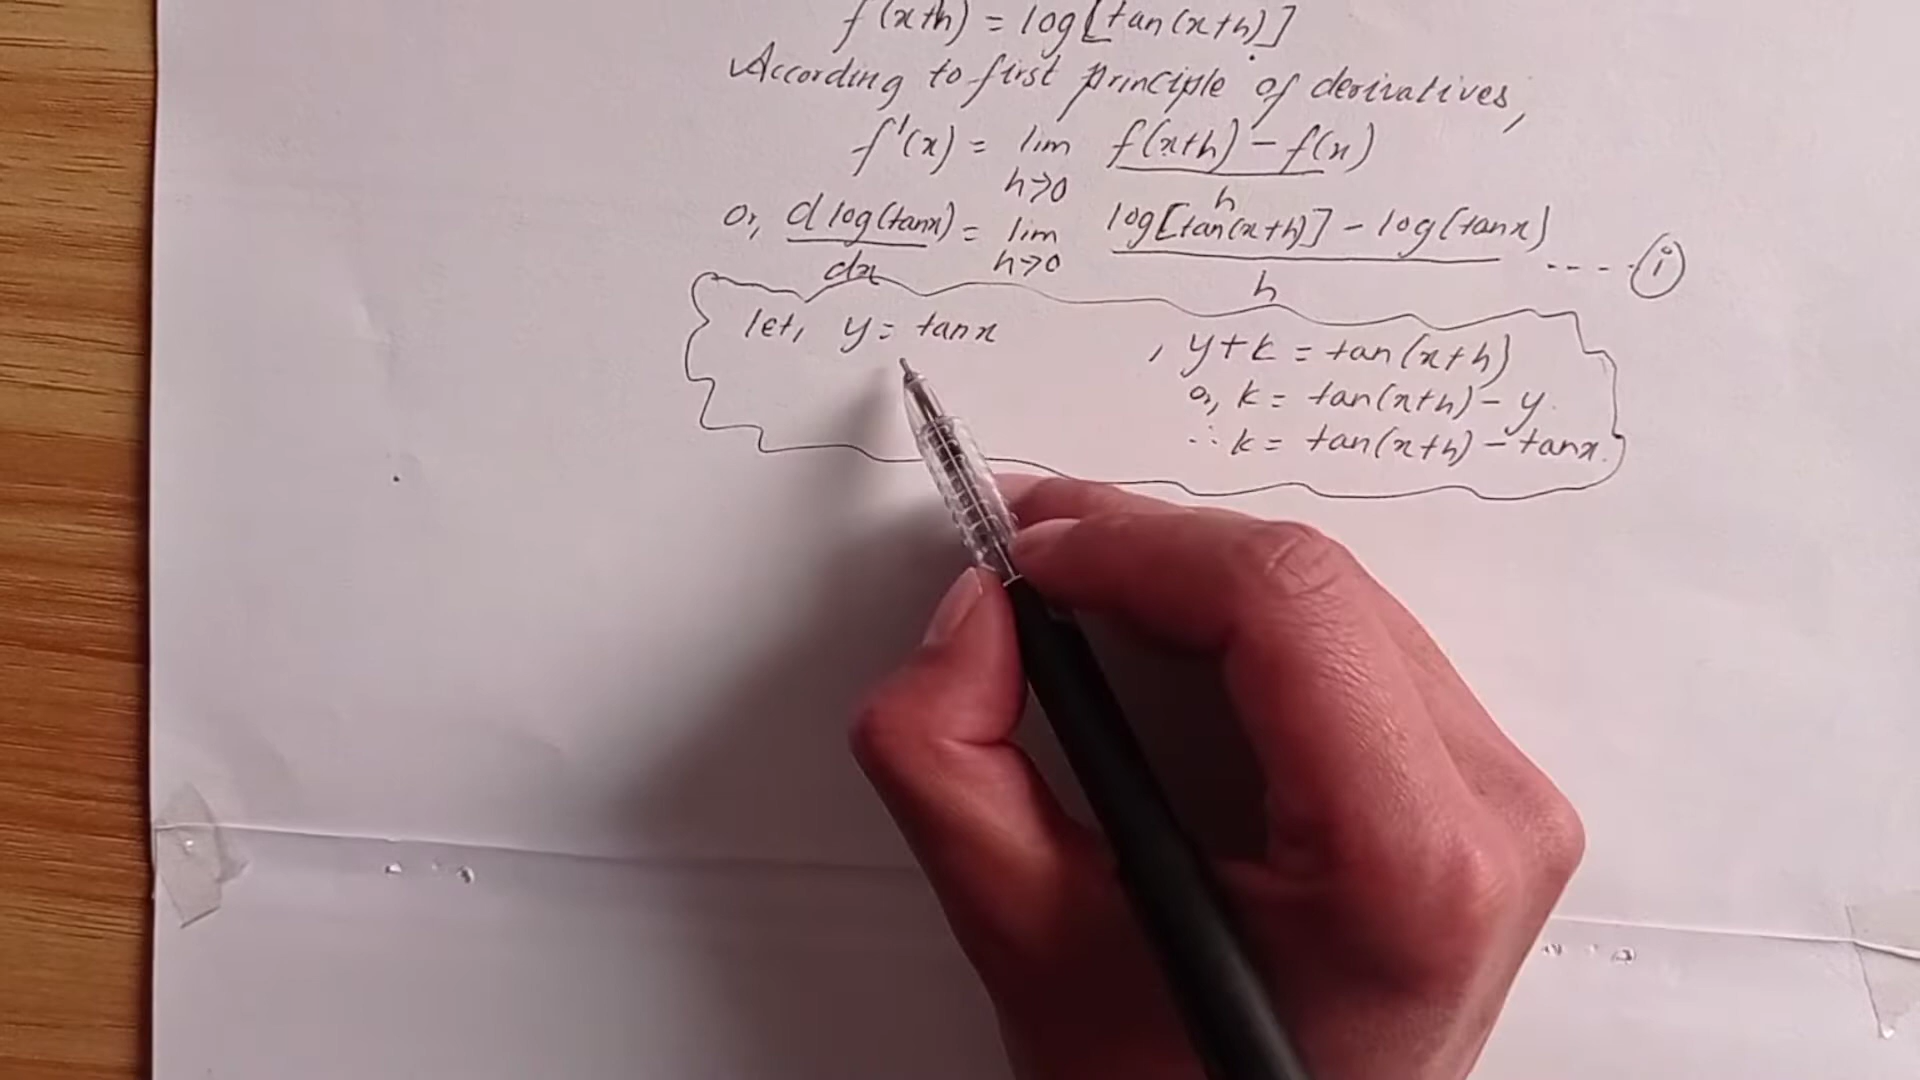 f(x+h) = log[tan(x+h)]
According to first principle of derivatives,
f'(x) = lim h→0 f(x+h) - f(x) / h
or, d log(tanx) / dx = lim h→0 log[tan(x+h)] - log(tanx) / h ---- (i)
let, y = tanx , y+k = tan(x+h)
or, k = tan(x+h) - y.
∴ k = tan(x+h) - tanx.